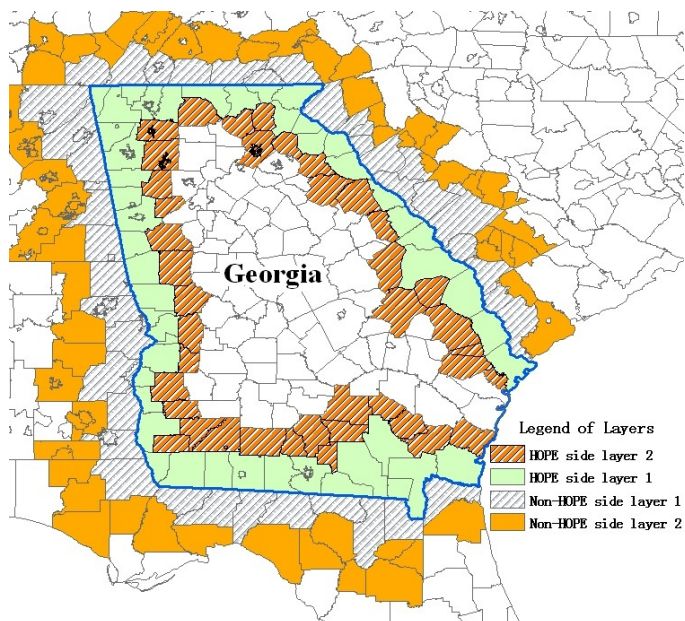 Georgia
Legend of Layers
HOPE side layer 2
HOPE side layer 1
Non-HOPE side layer 1
Non-HOPE side layer 2